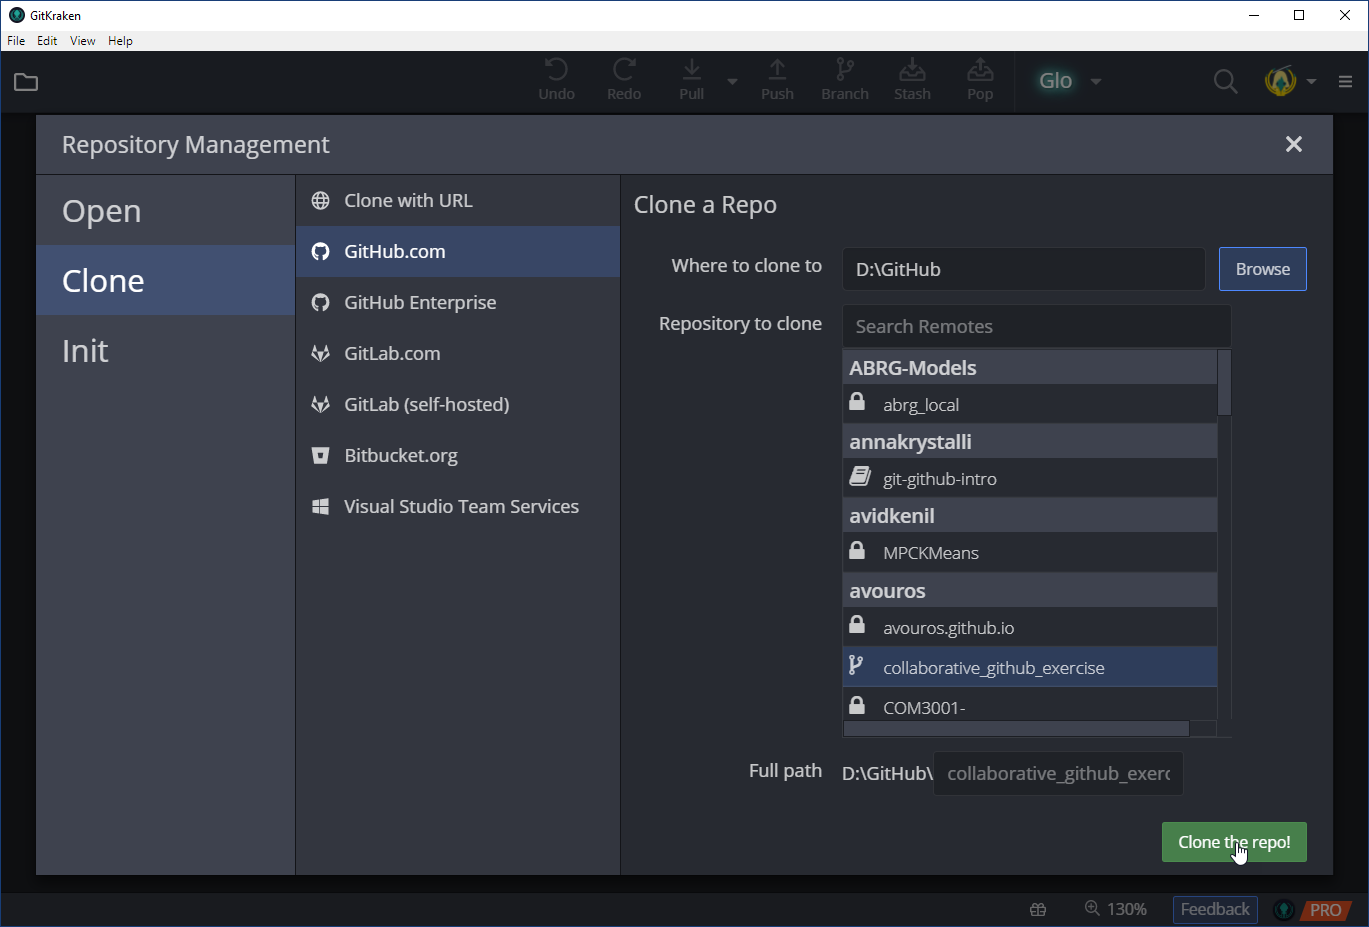 GitKraken
File Edit View Help
Undo Redo Pull Push Branch Stash Pop Glo
Repository Management
Open
Clone
Init
Clone with URL
GitHub.com
GitHub Enterprise
GitLab.com
GitLab (self-hosted)
Bitbucket.org
Visual Studio Team Services
Clone a Repo
Where to clone to D:\GitHub Browse
Repository to clone Search Remotes
ABRG-Models
abrg_local
annakrystalli
git-github-intro
avidkenil
MPCKMeans
avouros
avouros.github.io
collaborative_github_exercise
COM3001-
Full path D:\GitHub\ collaborative_github_exerc
Clone the repo!
130% Feedback PRO